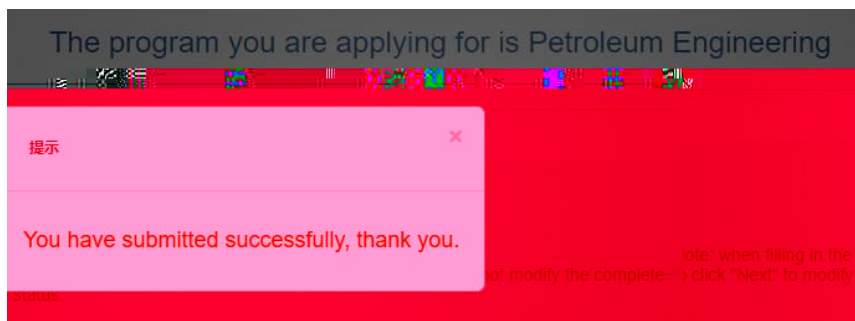 The program you are applying for is Petroleum Engineering
提示
×
You have submitted successfully, thank you.
ote: when filling in the
not modify the complete
click "Next" to modify
status.